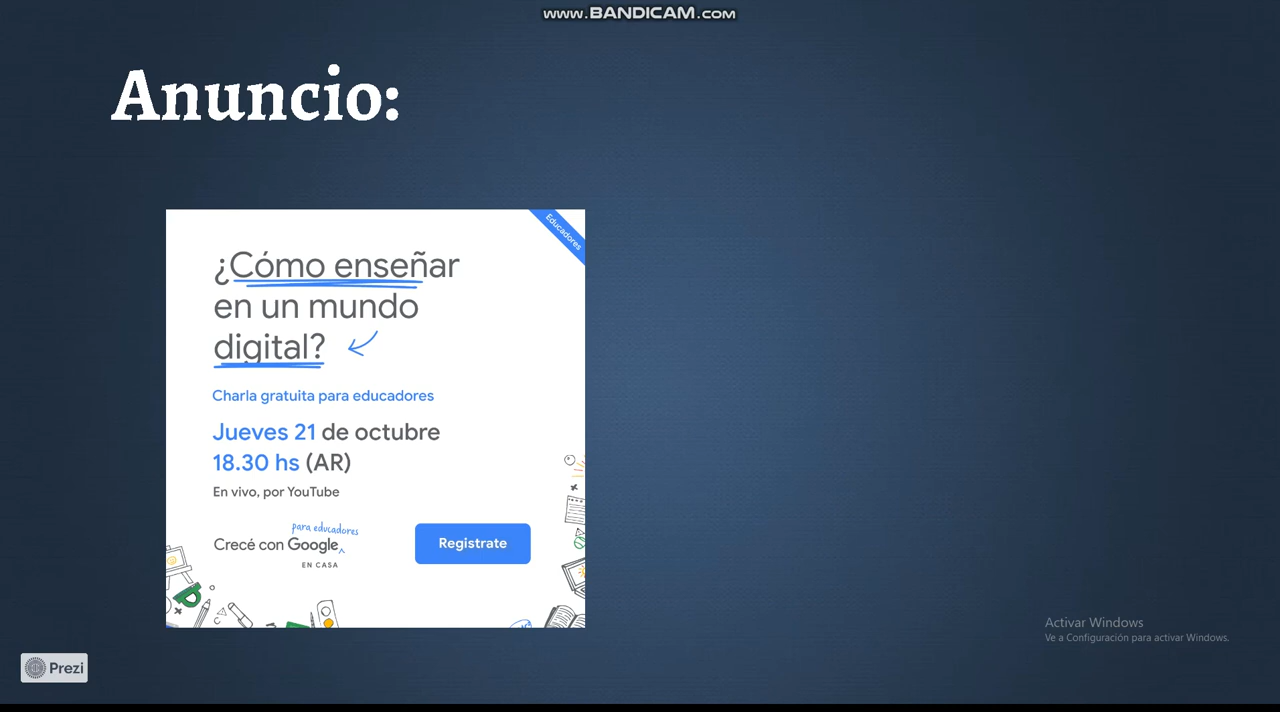 www.BANDICAM.com
Anuncio:
Educadores
¿Cómo enseñar
en un mundo
digital?
Charla gratuita para educadores
Jueves 21 de octubre
18.30 hs (AR)
En vivo, por YouTube
para educadores
Crecé con Google
EN CASA
Registrate
Activar Windows
Ve a Configuración para activar Windows.
Prezi